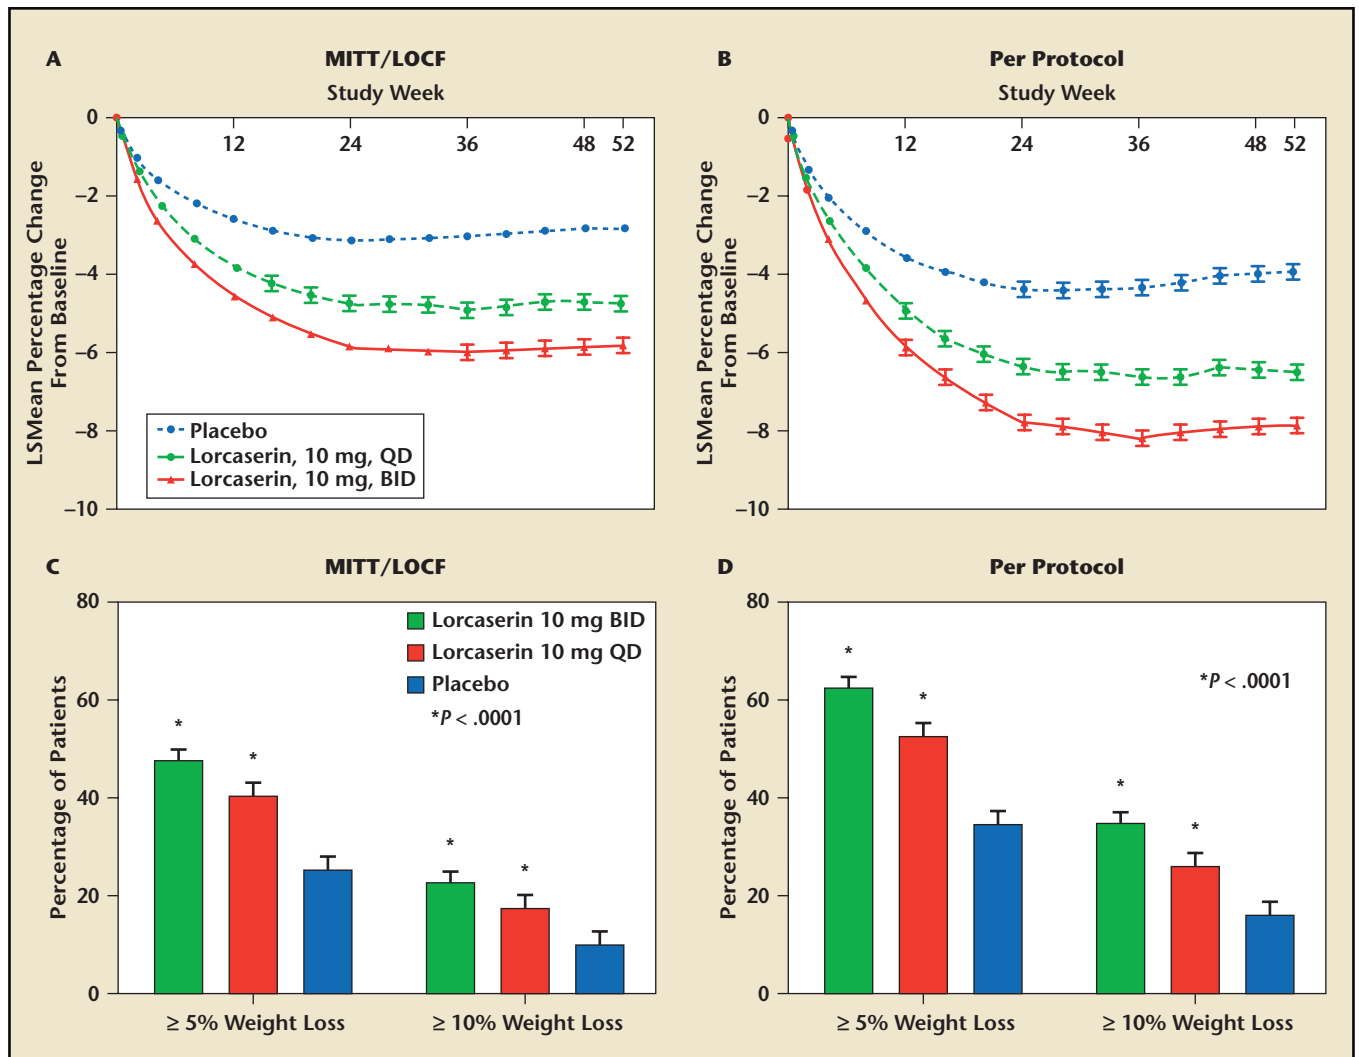 A
MITT/LOCF
Study Week
0
12
24
36
48
52
–2
–4
–6
–8
–10
LSMean Percentage Change
From Baseline
Placebo
Lorcaserin, 10 mg, QD
Lorcaserin, 10 mg, BID
B
Per Protocol
Study Week
0
12
24
36
48
52
–2
–4
–6
–8
–10
LSMean Percentage Change
From Baseline
C
MITT/LOCF
80
60
40
20
0
Percentage of Patients
Lorcaserin 10 mg BID
Lorcaserin 10 mg QD
Placebo
*P < .0001
*
*
*
*
≥ 5% Weight Loss
≥ 10% Weight Loss
D
Per Protocol
80
60
40
20
0
Percentage of Patients
*P < .0001
*
*
*
*
≥ 5% Weight Loss
≥ 10% Weight Loss